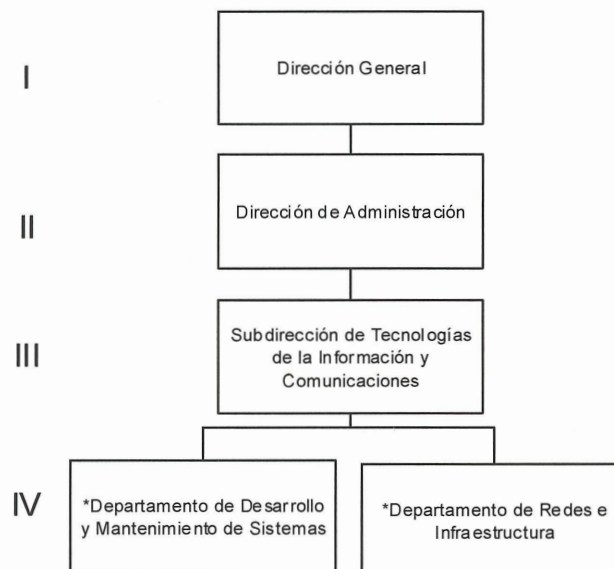 I
Dirección General
II
Dirección de Administración
III
Subdirección de Tecnologías
de la Información y
Comunicaciones
IV
*Departamento de Desarrollo
y Mantenimiento de Sistemas
*Departamento de Redes e
Infraestructura